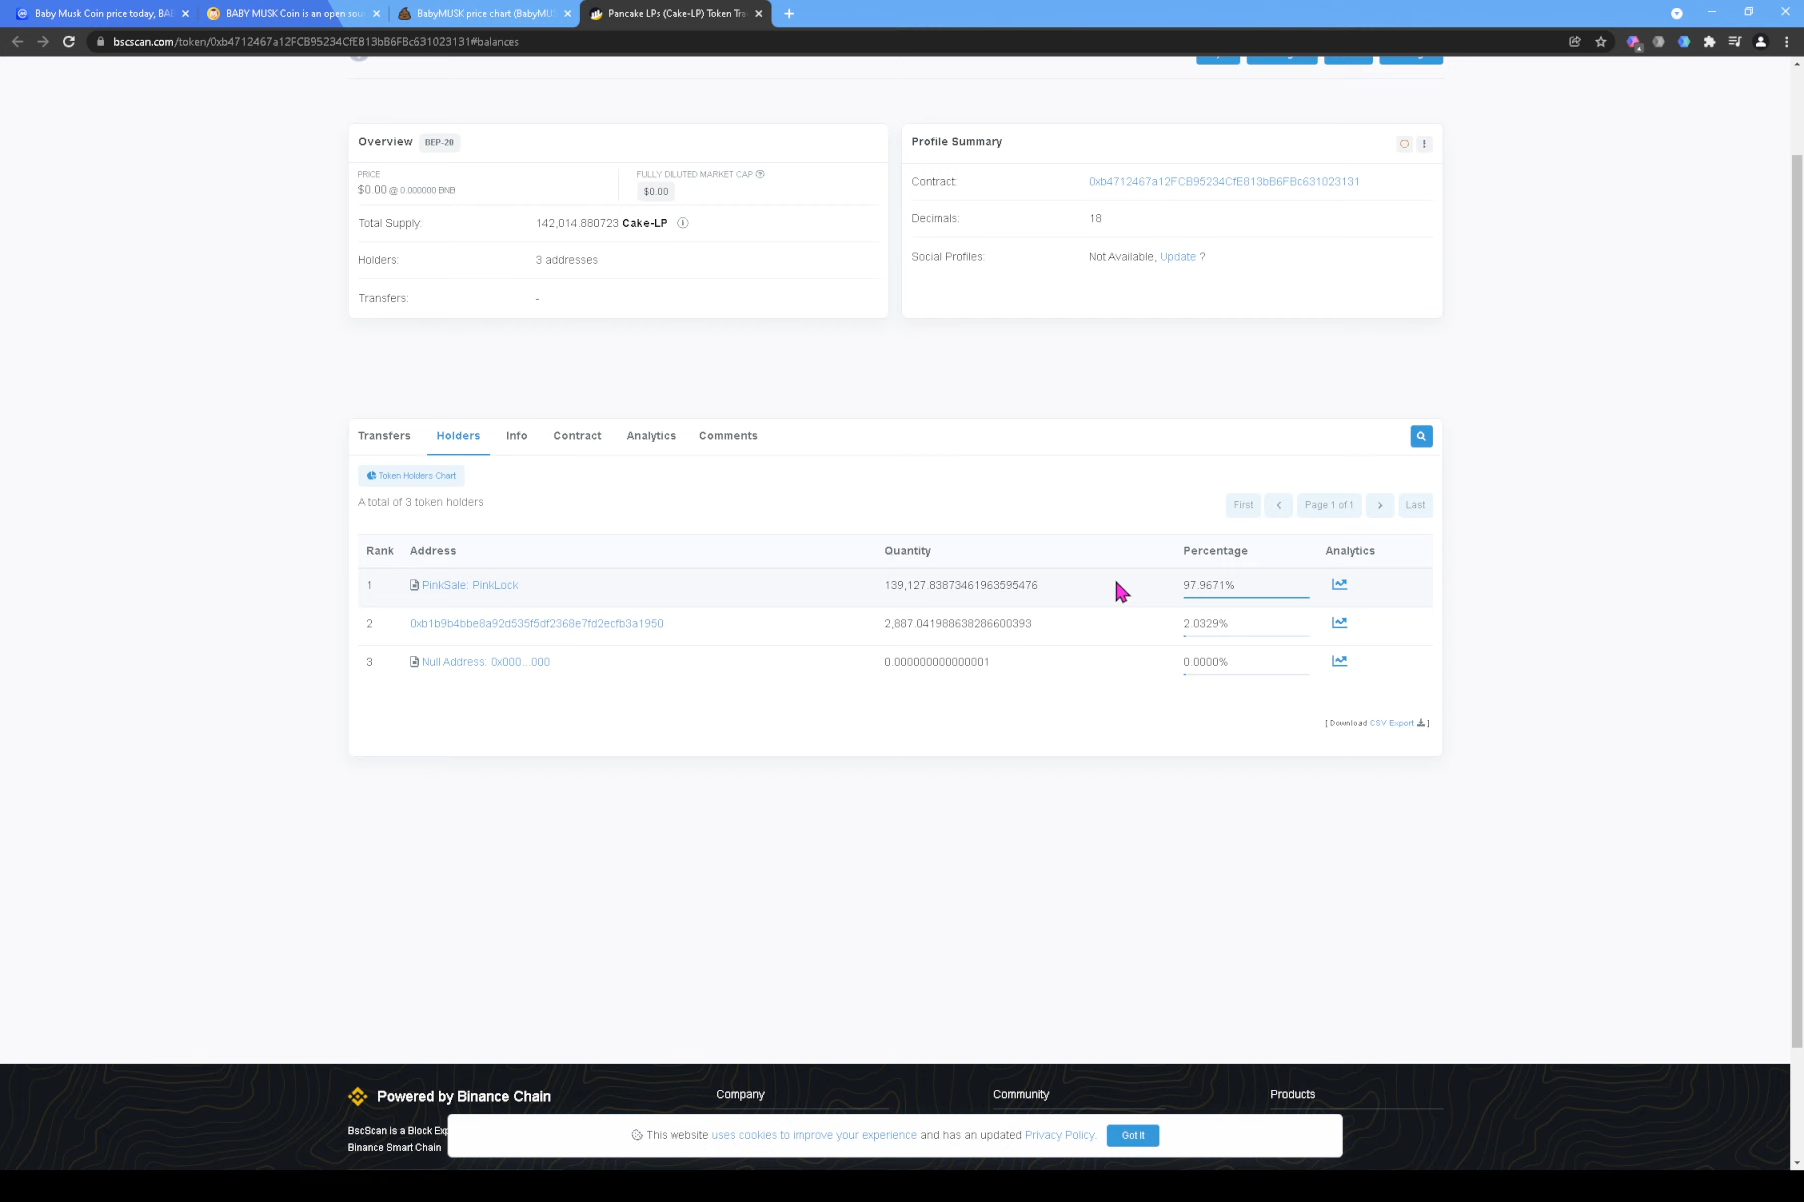 Baby Musk Coin price today, BAB
BABY MUSK Coin is an open sou
BabyMUSK price chart (BabyMUS
Pancake LPs (Cake-LP) Token Tra
bscscan.com/token/0xb4712467a12FCB95234CfE813bB6FBc631023131#balances
Overview BEP-20
PRICE
$0.00 @ 0.000000 BNB
FULLY DILUTED MARKET CAP
$0.00
Total Supply: 142,014.880723 Cake-LP
Holders: 3 addresses
Transfers: -
Profile Summary
Contract: 0xb4712467a12FCB95234CfE813bB6FBc631023131
Decimals: 18
Social Profiles: Not Available, Update ?
Transfers Holders Info Contract Analytics Comments
Token Holders Chart
A total of 3 token holders
First Page 1 of 1 Last
Rank Address Quantity Percentage Analytics
1 PinkSale: PinkLock 139,127.83873461963595476 97.9671%
2 0xb1b9b4bbe8a92d535f5df2368e7fd2ecfb3a1950 2,887.041988638286600393 2.0329%
3 Null Address: 0x000...000 0.000000000000001 0.0000%
[ Download CSV Export ]
Powered by Binance Chain
Company
Community
Products
BscScan is a Block Exp
Binance Smart Chain
This website uses cookies to improve your experience and has an updated Privacy Policy. Got It